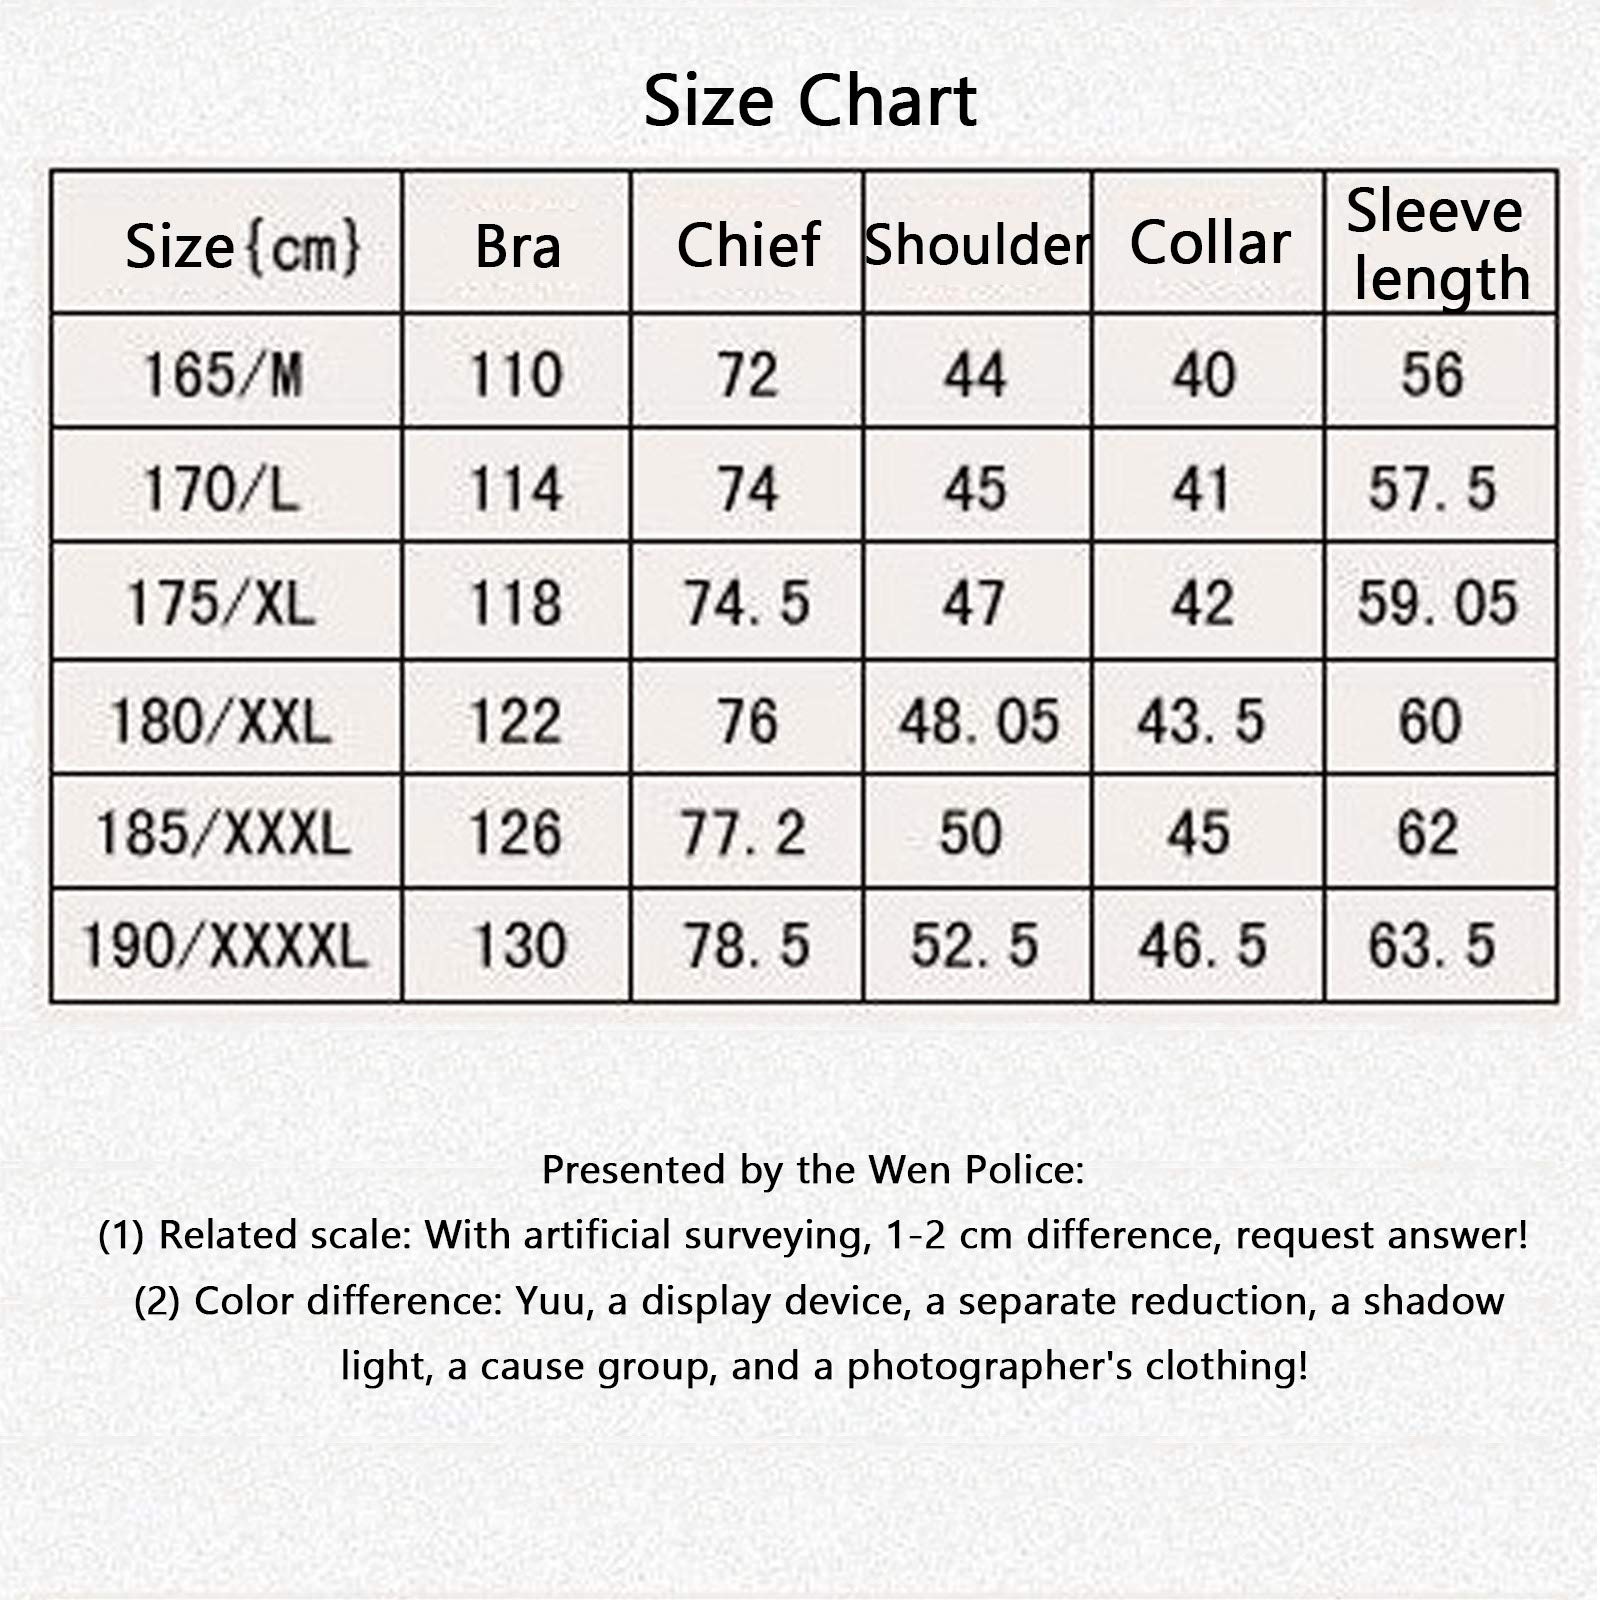 Size Chart
Size{cm} Bra Chief Shoulder Collar Sleeve length
165/M 110 72 44 40 56
170/L 114 74 45 41 57.5
175/XL 118 74.5 47 42 59.05
180/XXL 122 76 48.05 43.5 60
185/XXXL 126 77.2 50 45 62
190/XXXXL 130 78.5 52.5 46.5 63.5
Presented by the Wen Police:
(1) Related scale: With artificial surveying, 1-2 cm difference, request answer!
(2) Color difference: Yuu, a display device, a separate reduction, a shadow
light, a cause group, and a photographer's clothing!